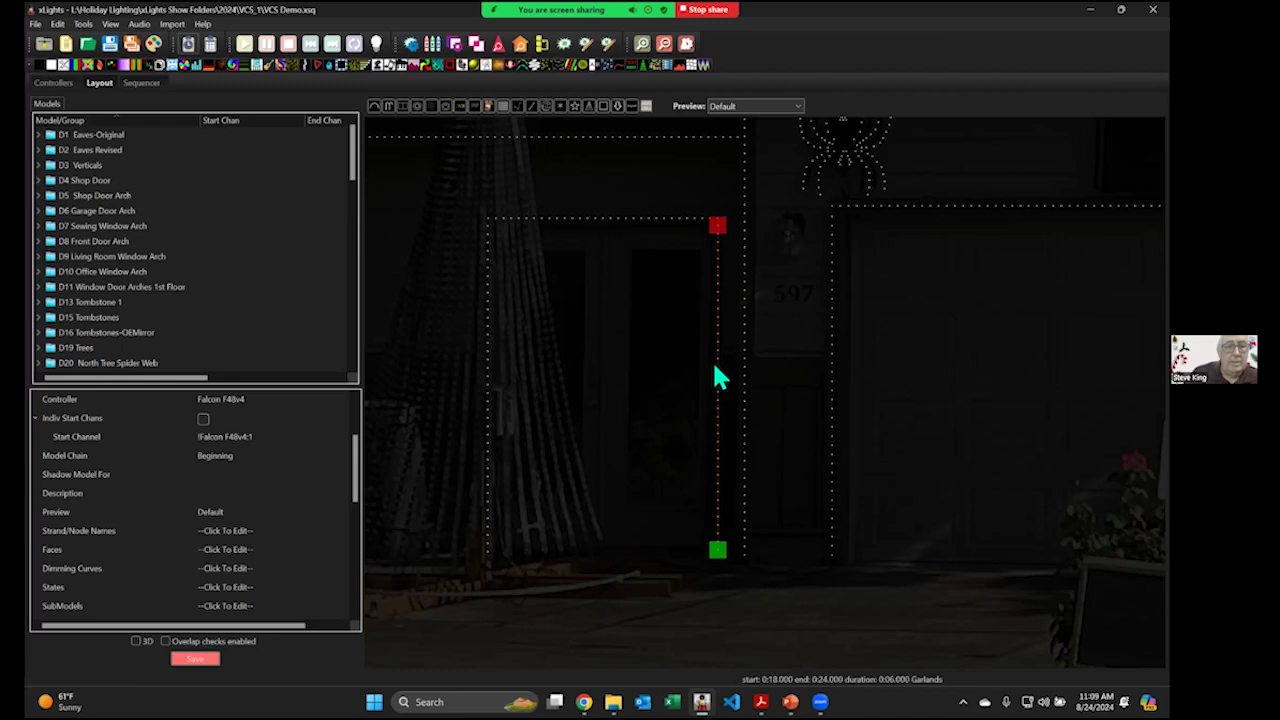 xLights - L:\Holiday Lighting\xLights Show Folders\2024\VCS_1\VCS Demo.xsq
You are screen sharing
Stop share
File Edit Tools View Audio Import Help
Controllers Layout Sequencer
Models
Preview: Default
Model/Group Start Chan End Chan
D1 Eaves-Original
D2 Eaves Revised
D3 Verticals
D4 Shop Door
D5 Shop Door Arch
D6 Garage Door Arch
D7 Sewing Window Arch
D8 Front Door Arch
D9 Living Room Window Arch
D10 Office Window Arch
D11 Window Door Arches 1st Floor
D13 Tombstone 1
D15 Tombstones
D16 Tombstones-OEMirror
D19 Trees
D20 North Tree Spider Web
597
Controller Falcon F48v4
Indiv Start Chans
Start Channel !Falcon F48v4:1
Model Chain Beginning
Shadow Model For
Description
Preview Default
Strand/Node Names --Click To Edit--
Faces --Click To Edit--
Dimming Curves --Click To Edit--
States --Click To Edit--
SubModels --Click To Edit--
3D Overlap checks enabled
Save
start: 0:18.000 end: 0:24.000 duration: 0:06.000 Garlands
Steve King
61°F
Sunny
Search
11:09 AM
8/24/2024